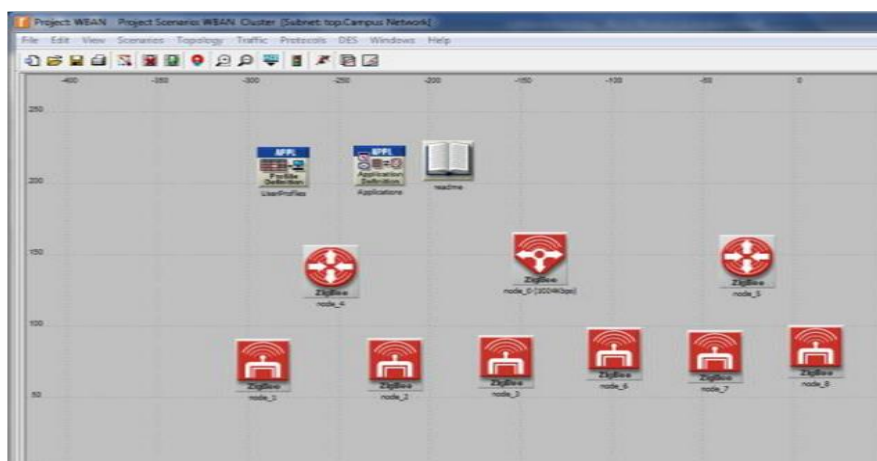 Project: WBAN Project Scenario: WBAN_Cluster [Subnet: top.Campus Network]
File Edit View Scenarios Topology Traffic Protocols DES Windows Help
-400 -350 -300 -250 -200 -150 -100 -50 0
250
APPL
Profile
Definition
UserProfiles
APPL
Application
Definition
Applications
readme
200
150
ZigBee
node_4
ZigBee
node_0 (1024Kbps)
ZigBee
node_5
100
ZigBee
node_1
ZigBee
node_2
ZigBee
node_3
ZigBee
node_6
ZigBee
node_7
ZigBee
node_8
50